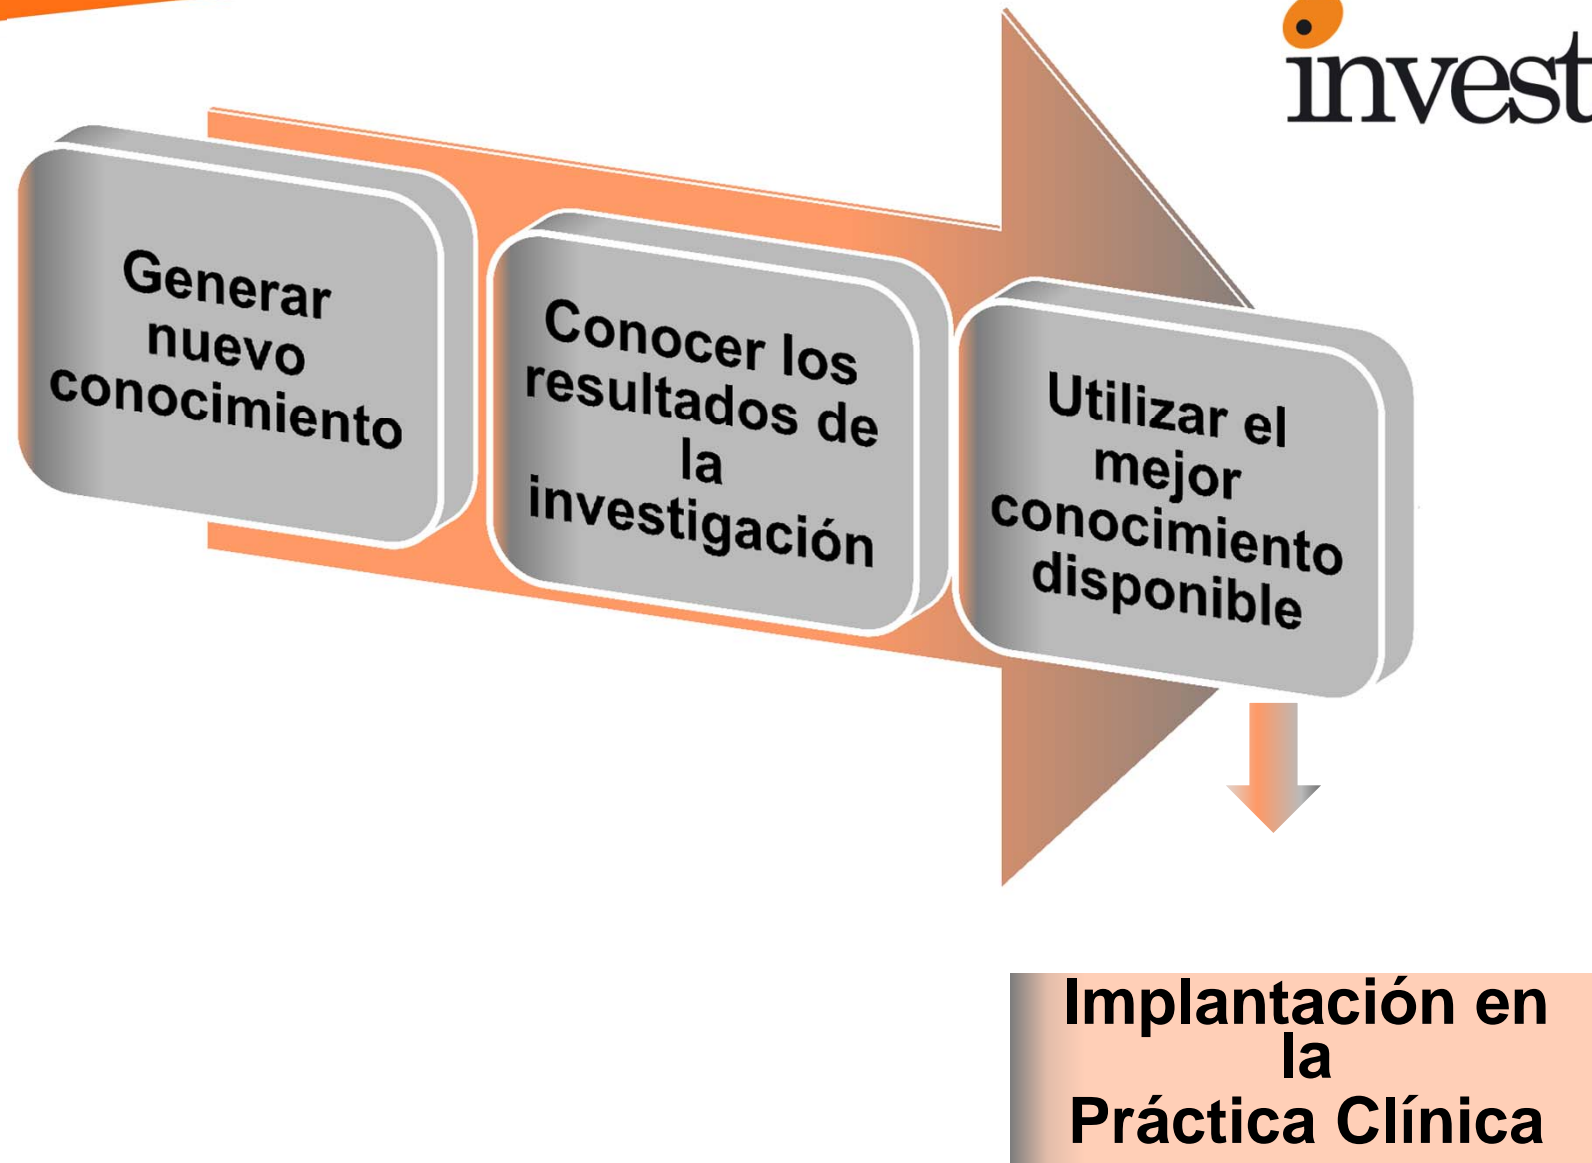 invest
Generar
nuevo
conocimiento
Conocer los
resultados de
la
investigación
Utilizar el
mejor
conocimiento
disponible
Implantación en
la
Práctica Clínica